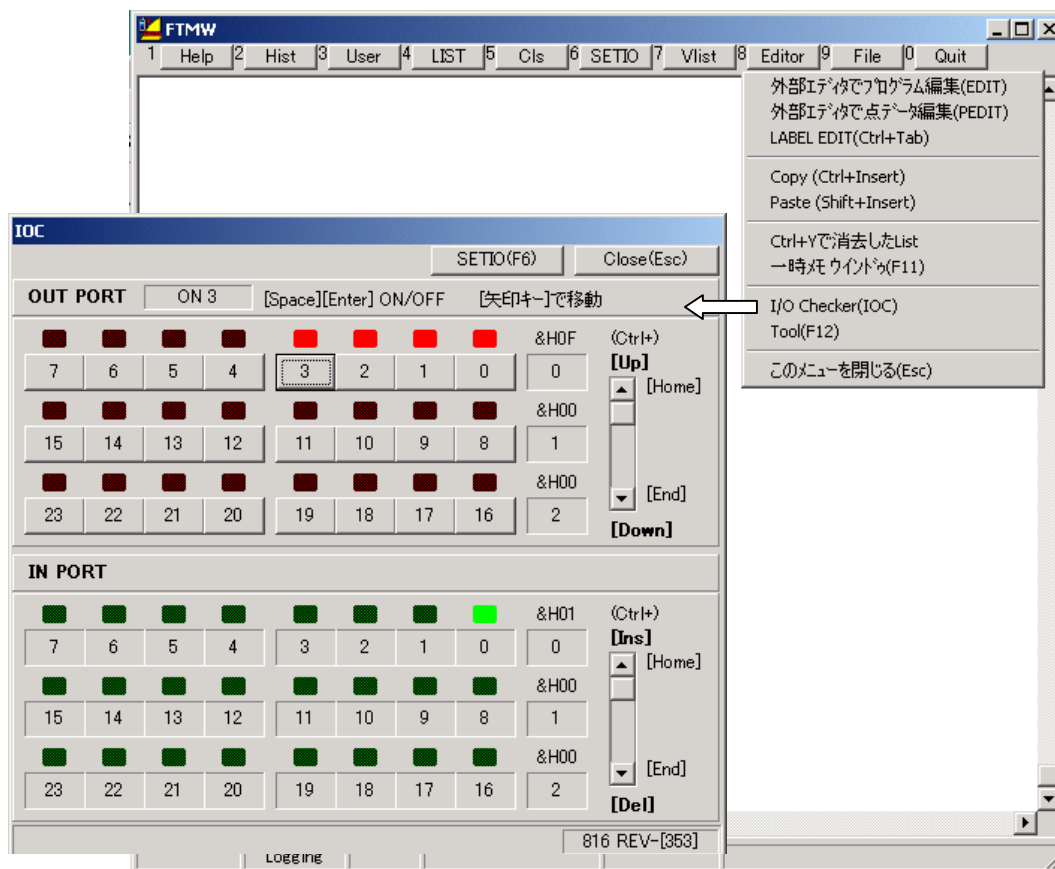 FTMW
1 Help 2 Hist 3 User 4 LIST 5 Cls 6 SETIO 7 Vlist 8 Editor 9 File 0 Quit
外部ｴﾃﾞｨﾀでﾌﾟﾛｸﾞﾗﾑ編集(EDIT)
外部ｴﾃﾞｨﾀで点ﾃﾞｰﾀ編集(PEDIT)
LABEL EDIT(Ctrl+Tab)
Copy (Ctrl+Insert)
Paste (Shift+Insert)
Ctrl+Yで消去したList
一時ﾒﾓ ｳｲﾝﾄﾞｩ(F11)
I/O Checker(IOC)
Tool(F12)
このﾒﾆｭｰを閉じる(Esc)
IOC
SETIO(F6) Close(Esc)
OUT PORT ON 3 [Space][Enter] ON/OFF [矢印ｷｰ]で移動
&H0F (Ctrl+)
7 6 5 4 3 2 1 0 0 [Up]
[Home]
&H00
15 14 13 12 11 10 9 8 1
&H00 [End]
23 22 21 20 19 18 17 16 2
[Down]
IN PORT
&H01 (Ctrl+)
7 6 5 4 3 2 1 0 0 [Ins]
[Home]
&H00
15 14 13 12 11 10 9 8 1
&H00 [End]
23 22 21 20 19 18 17 16 2
[Del]
816 REV-[353]
Logging